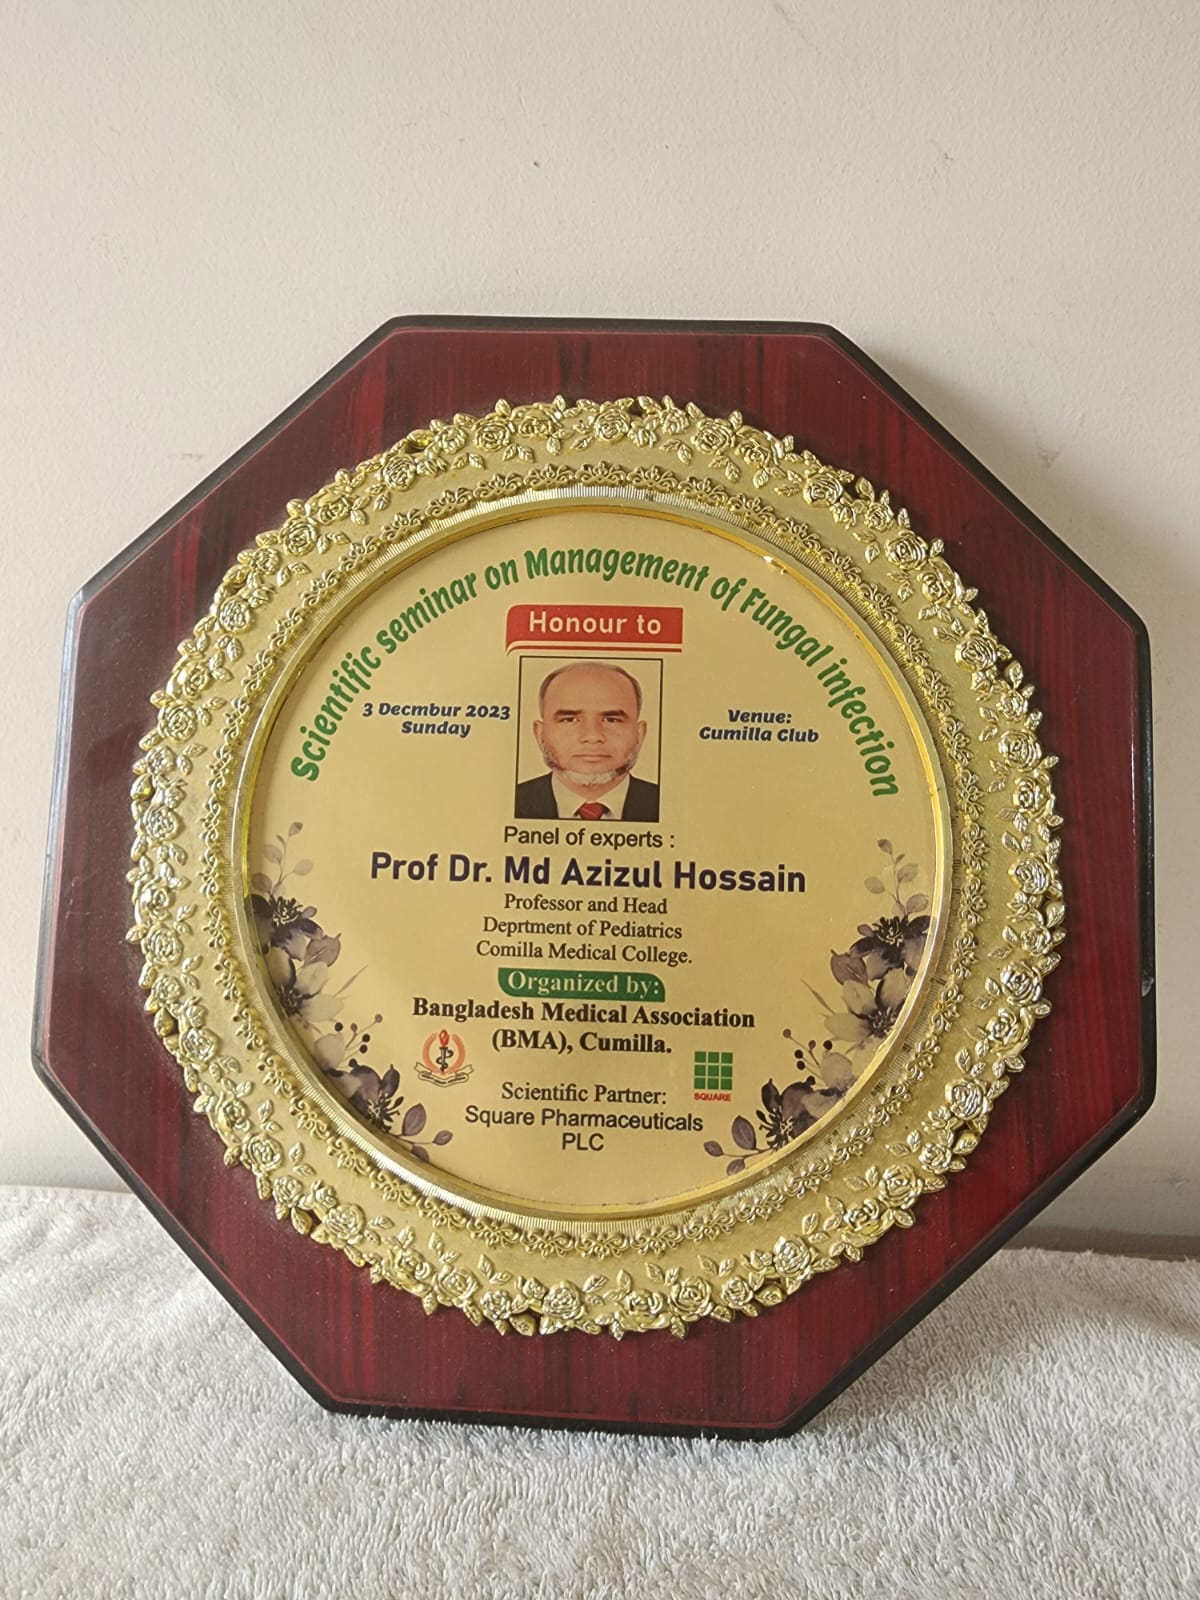 Scientific seminar on Management of Fungal infection
Honour to
3 Decmbur 2023
Sunday
Venue:
Cumilla Club
Panel of experts :
Prof Dr. Md Azizul Hossain
Professor and Head
Deprtment of Pediatrics
Comilla Medical College.
Organized by:
Bangladesh Medical Association
(BMA), Cumilla.
SQUARE
Scientific Partner:
Square Pharmaceuticals
PLC